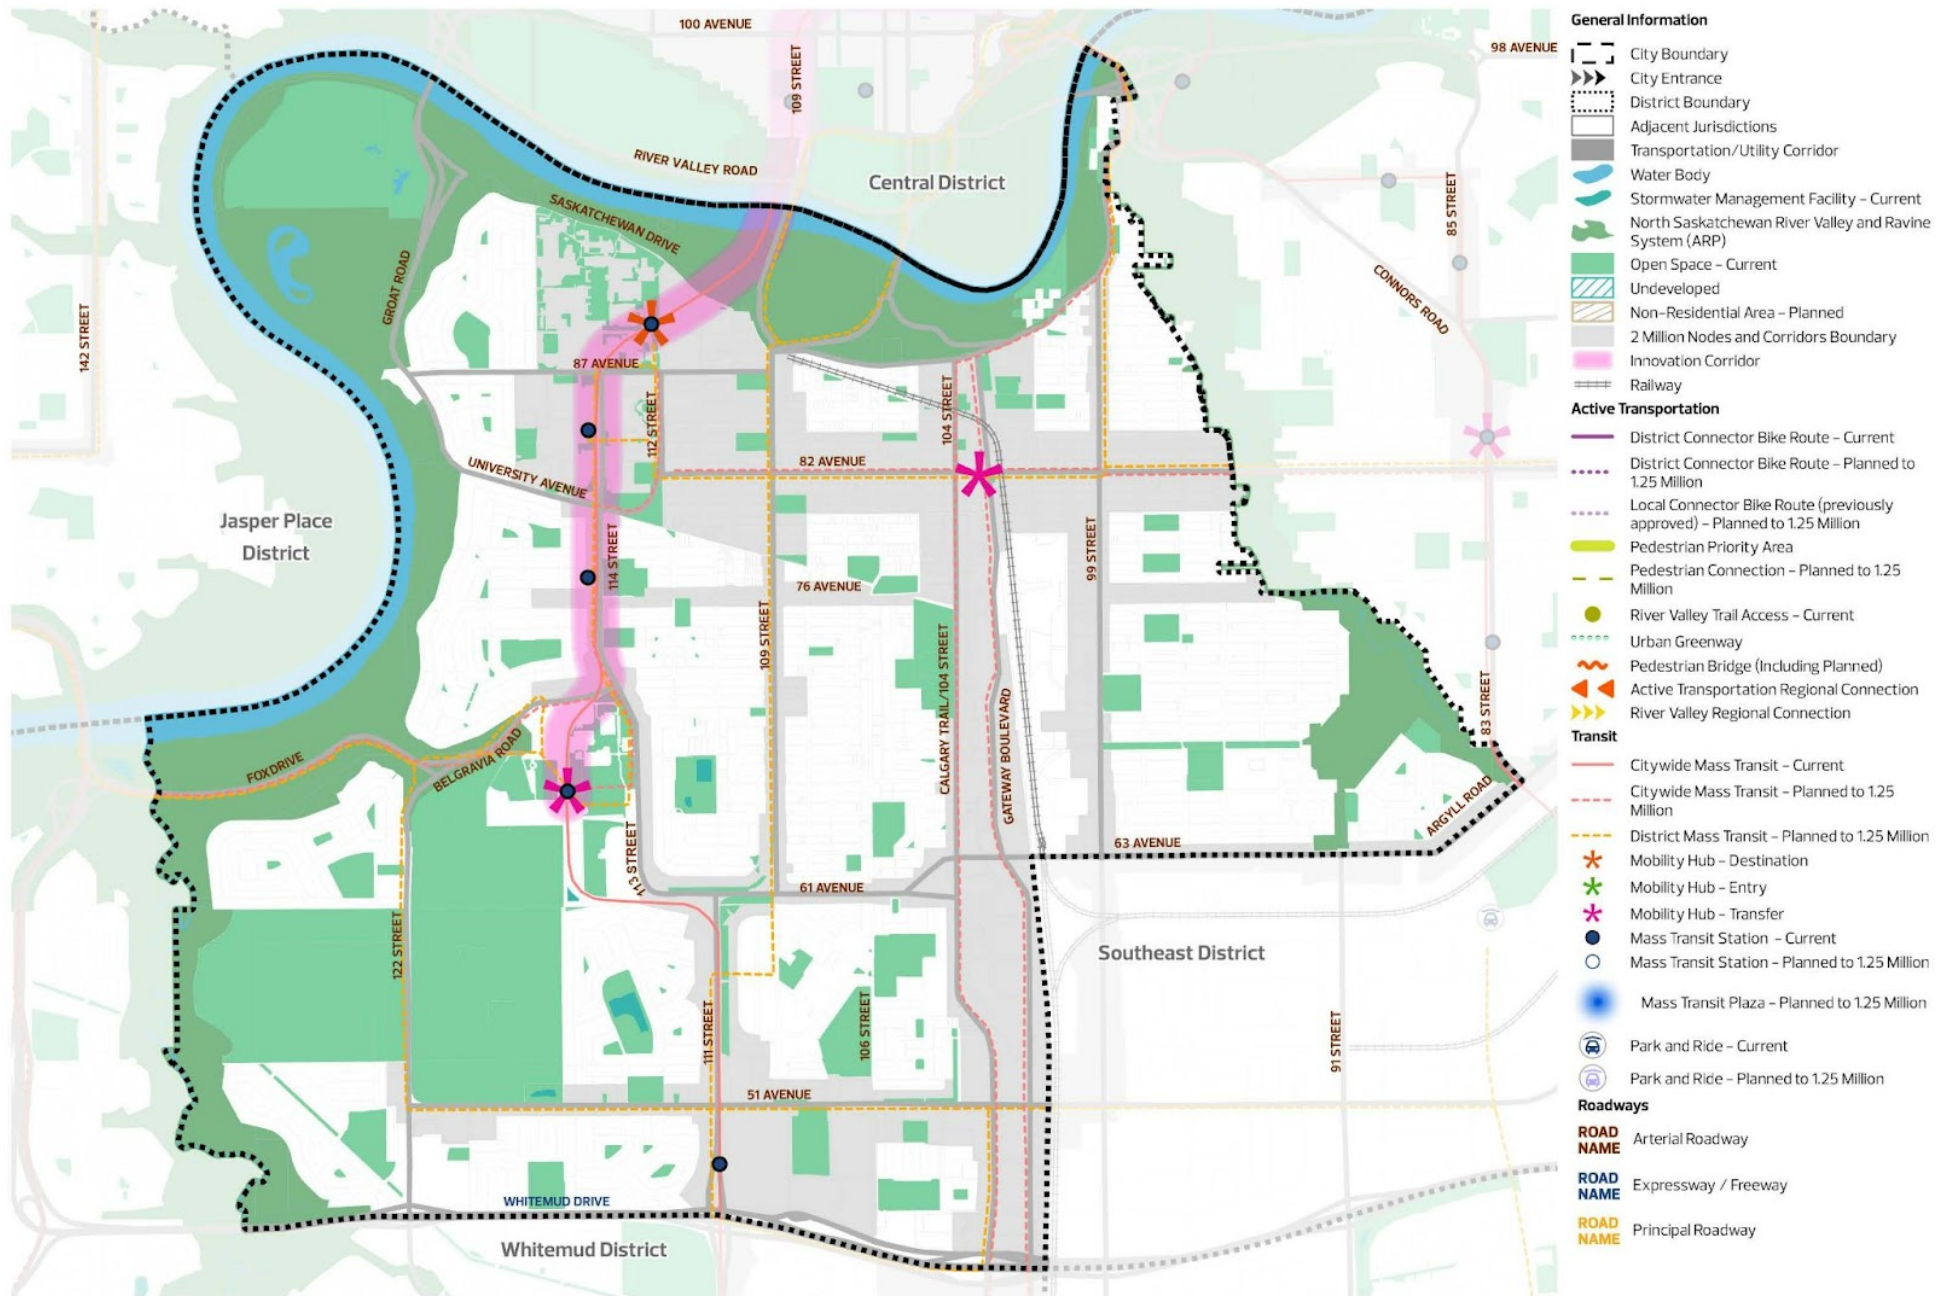 100 AVENUE
109 STREET
98 AVENUE
Central District
RIVER VALLEY ROAD
SASKATCHEWAN DRIVE
GROAT ROAD
85 STREET
CONNORS ROAD
142 STREET
87 AVENUE
112 STREET
104 STREET
82 AVENUE
UNIVERSITY AVENUE
Jasper Place
District
114 STREET
99 STREET
76 AVENUE
109 STREET
CALGARY TRAIL/104 STREET
GATEWAY BOULEVARD
83 STREET
FOX DRIVE
BELGRAVIA ROAD
ARGYLL ROAD
63 AVENUE
113 STREET
61 AVENUE
122 STREET
Southeast District
111 STREET
106 STREET
91 STREET
51 AVENUE
WHITEMUD DRIVE
Whitemud District
General Information
City Boundary
City Entrance
District Boundary
Adjacent Jurisdictions
Transportation/Utility Corridor
Water Body
Stormwater Management Facility – Current
North Saskatchewan River Valley and Ravine
System (ARP)
Open Space – Current
Undeveloped
Non-Residential Area – Planned
2 Million Nodes and Corridors Boundary
Innovation Corridor
Railway
Active Transportation
District Connector Bike Route – Current
District Connector Bike Route – Planned to
1.25 Million
Local Connector Bike Route (previously
approved) – Planned to 1.25 Million
Pedestrian Priority Area
Pedestrian Connection – Planned to 1.25
Million
River Valley Trail Access – Current
Urban Greenway
Pedestrian Bridge (Including Planned)
Active Transportation Regional Connection
River Valley Regional Connection
Transit
Citywide Mass Transit – Current
Citywide Mass Transit – Planned to 1.25
Million
District Mass Transit – Planned to 1.25 Million
Mobility Hub – Destination
Mobility Hub – Entry
Mobility Hub – Transfer
Mass Transit Station – Current
Mass Transit Station – Planned to 1.25 Million
Mass Transit Plaza – Planned to 1.25 Million
Park and Ride – Current
Park and Ride – Planned to 1.25 Million
Roadways
ROAD
NAME
Arterial Roadway
ROAD
NAME
Expressway / Freeway
ROAD
NAME
Principal Roadway